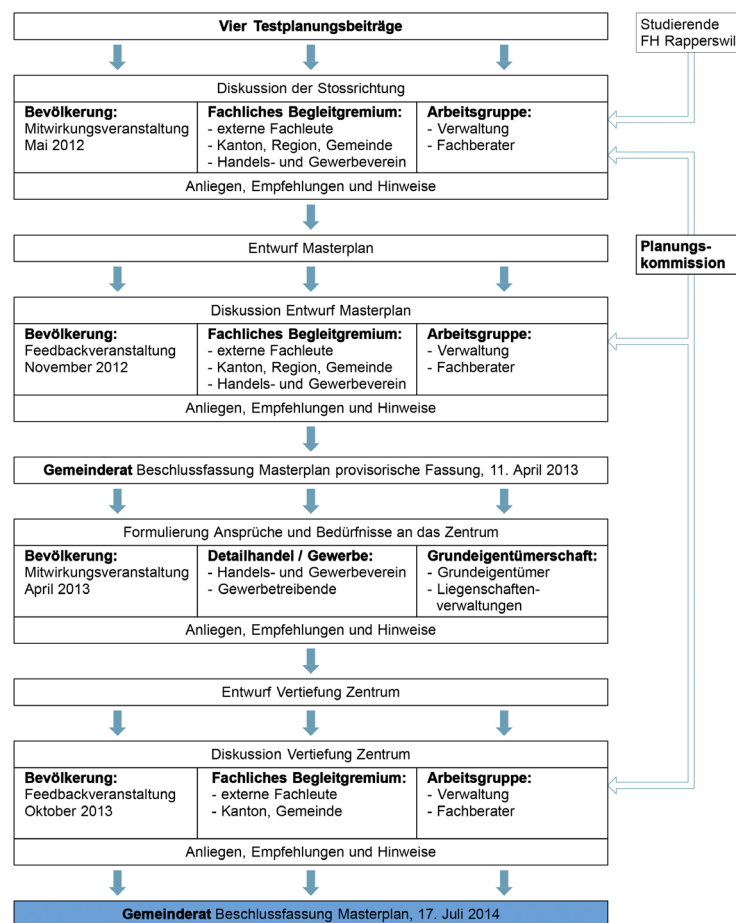 Vier Testplanungsbeiträge
Studierende
FH Rapperswil
Diskussion der Stossrichtung
Bevölkerung:
Mitwirkungsveranstaltung
Mai 2012
Fachliches Begleitgremium:
- externe Fachleute
- Kanton, Region, Gemeinde
- Handels- und Gewerbeverein
Arbeitsgruppe:
- Verwaltung
- Fachberater
Anliegen, Empfehlungen und Hinweise
Entwurf Masterplan
Planungs-
kommission
Diskussion Entwurf Masterplan
Bevölkerung:
Feedbackveranstaltung
November 2012
Fachliches Begleitgremium:
- externe Fachleute
- Kanton, Region, Gemeinde
- Handels- und Gewerbeverein
Arbeitsgruppe:
- Verwaltung
- Fachberater
Anliegen, Empfehlungen und Hinweise
Gemeinderat Beschlussfassung Masterplan provisorische Fassung, 11. April 2013
Formulierung Ansprüche und Bedürfnisse an das Zentrum
Bevölkerung:
Mitwirkungsveranstaltung
April 2013
Detailhandel / Gewerbe:
- Handels- und Gewerbeverein
- Gewerbetreibende
Grundeigentümerschaft:
- Grundeigentümer
- Liegenschaften-
verwaltungen
Anliegen, Empfehlungen und Hinweise
Entwurf Vertiefung Zentrum
Diskussion Vertiefung Zentrum
Bevölkerung:
Feedbackveranstaltung
Oktober 2013
Fachliches Begleitgremium:
- externe Fachleute
- Kanton, Gemeinde
Arbeitsgruppe:
- Verwaltung
- Fachberater
Anliegen, Empfehlungen und Hinweise
Gemeinderat Beschlussfassung Masterplan, 17. Juli 2014